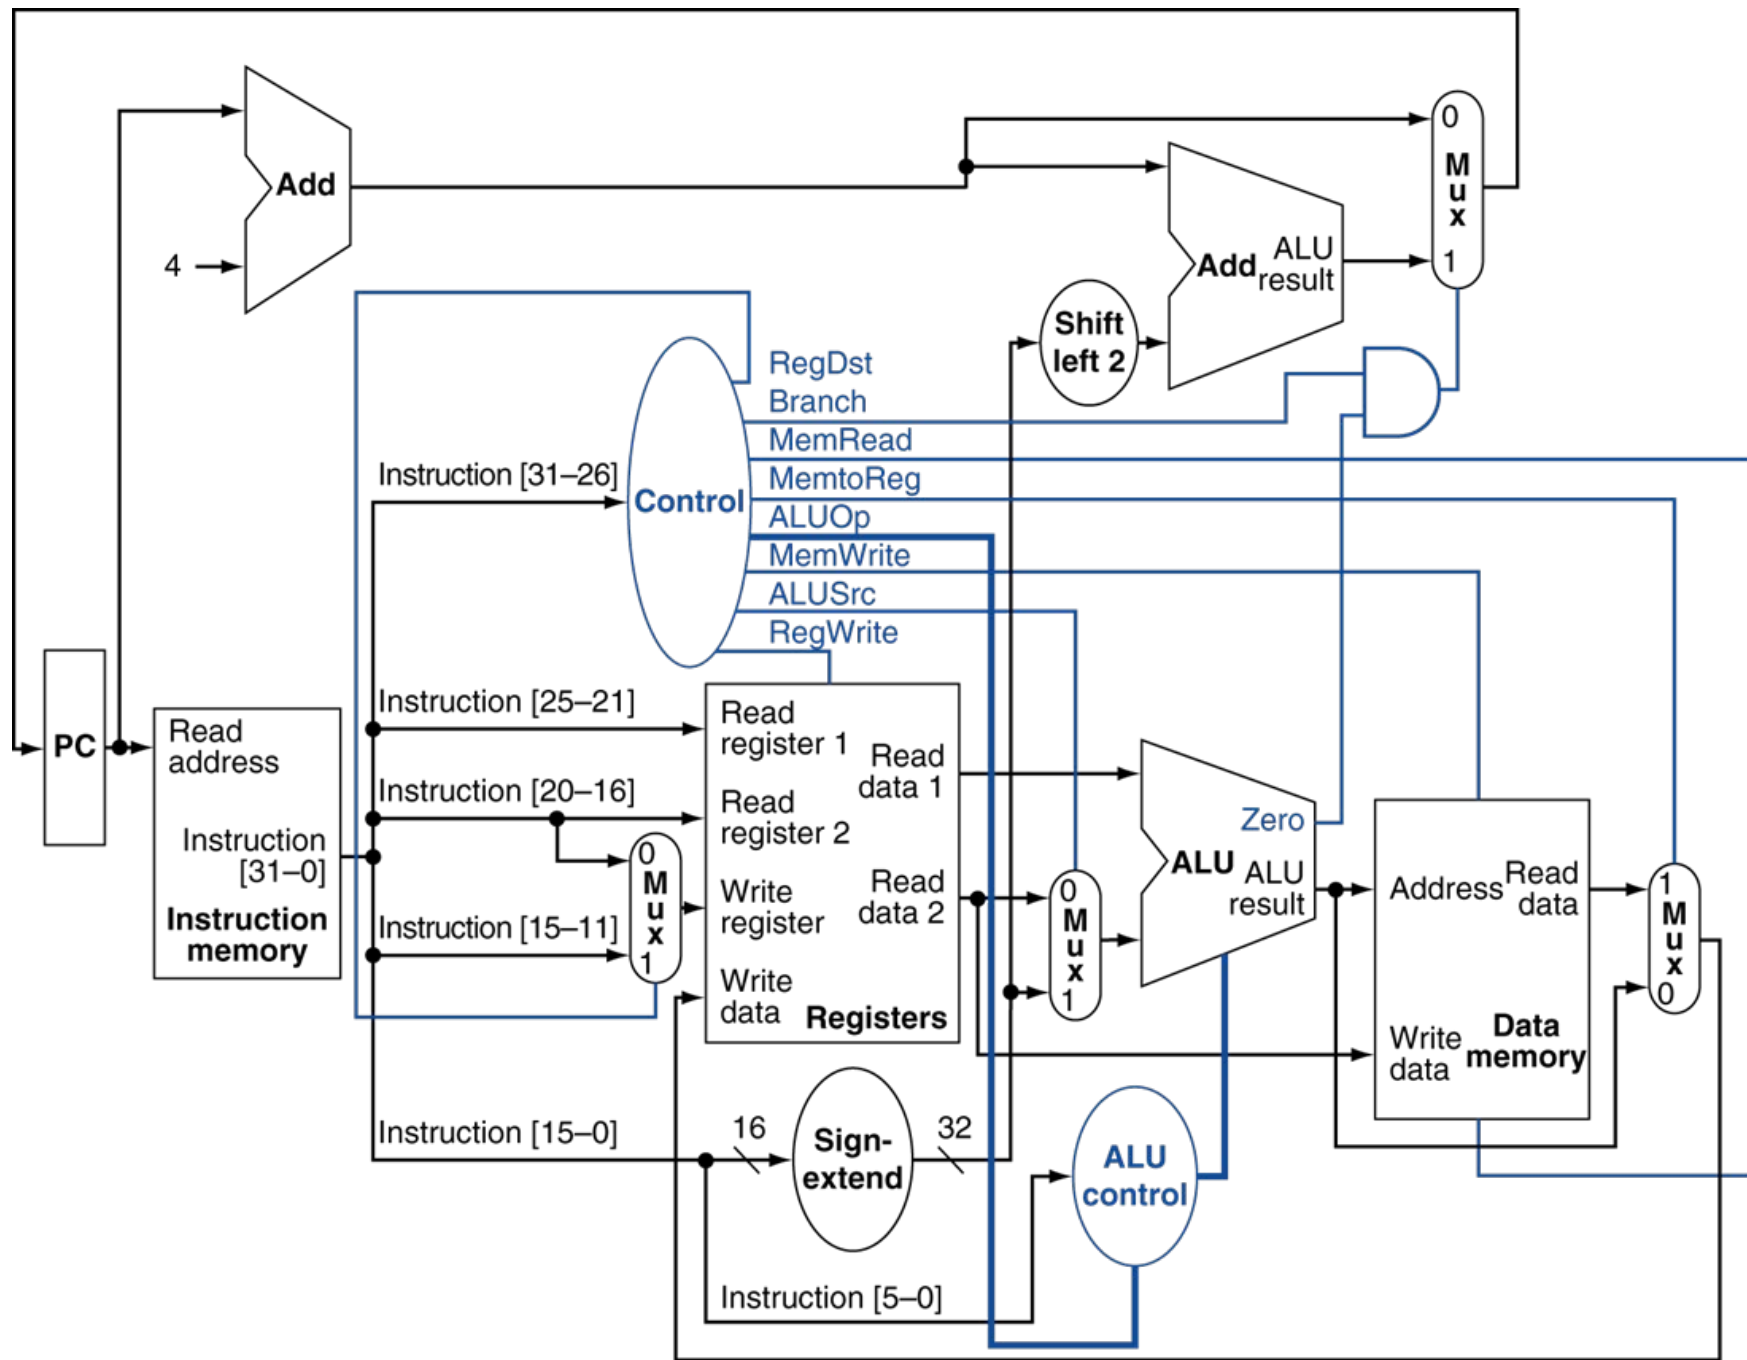 0
M
u
x
1
Add
4
Add
ALU
result
Shift
left 2
RegDst
Branch
MemRead
MemtoReg
ALUOp
MemWrite
ALUSrc
RegWrite
Control
Instruction [31–26]
Instruction [25–21]
Instruction [20–16]
Instruction [15–11]
Instruction [15–0]
Instruction [5–0]
PC
Read
address
Instruction
[31–0]
Instruction
memory
0
M
u
x
1
Read
register 1
Read
register 2
Write
register
Write
data
Read
data 1
Read
data 2
Registers
0
M
u
x
1
Zero
ALU
ALU
result
Address
Read
data
Write
data
Data
memory
1
M
u
x
0
16
Sign-
extend
32
ALU
control